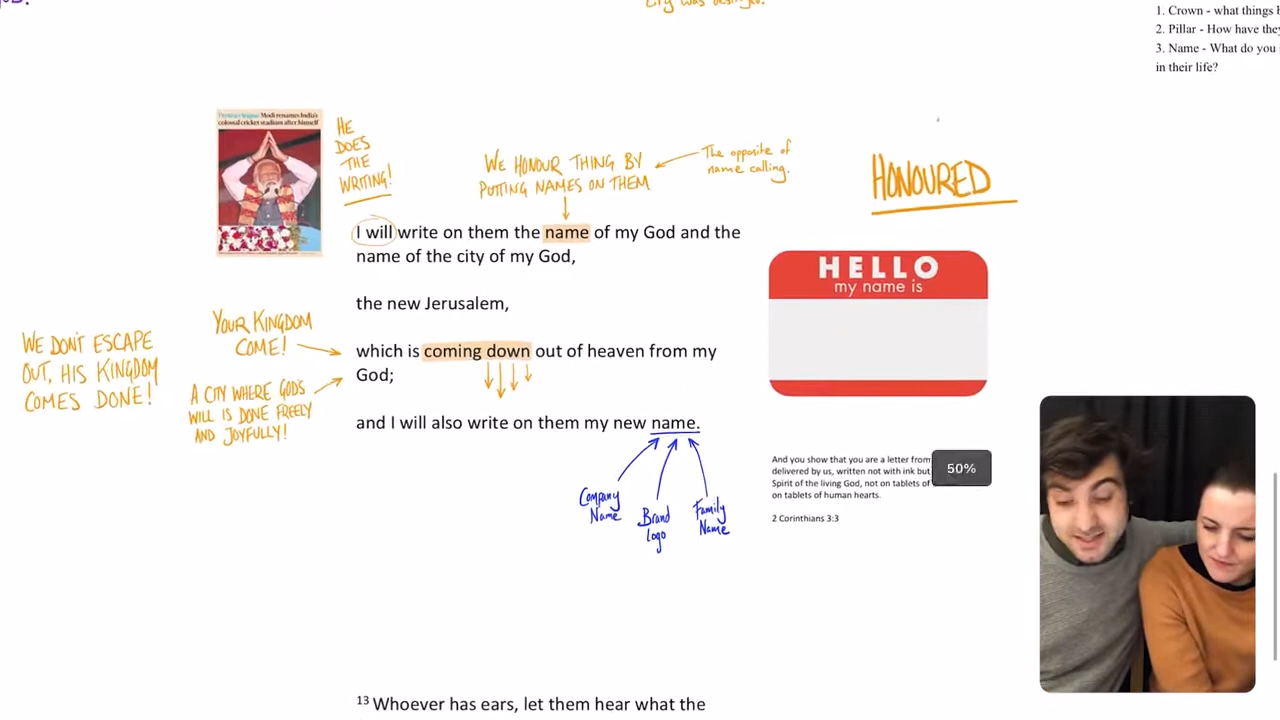 1. Crown - what things
2. Pillar - How have they
3. Name - What do you
in their life?
Modi renames India's
colonial cricket stadium after himself
HE
DOES
THE
WRITING!
WE HONOUR THING BY
PUTTING NAMES ON THEM
The opposite of
name calling.
HONOURED
I will write on them the name of my God and the
name of the city of my God,
the new Jerusalem,
which is coming down out of heaven from my
God;
and I will also write on them my new name.
YOUR KINGDOM
COME!
WE DON'T ESCAPE
OUT, HIS KINGDOM
COMES DONE!
A CITY WHERE GOD'S
WILL IS DONE FREELY
AND JOYFULLY!
HELLO
my name is
Company
Name
Brand
logo
Family
Name
And you show that you are a letter from
delivered by us, written not with ink but
Spirit of the living God, not on tablets of
on tablets of human hearts.
2 Corinthians 3:3
50%
13 Whoever has ears, let them hear what the